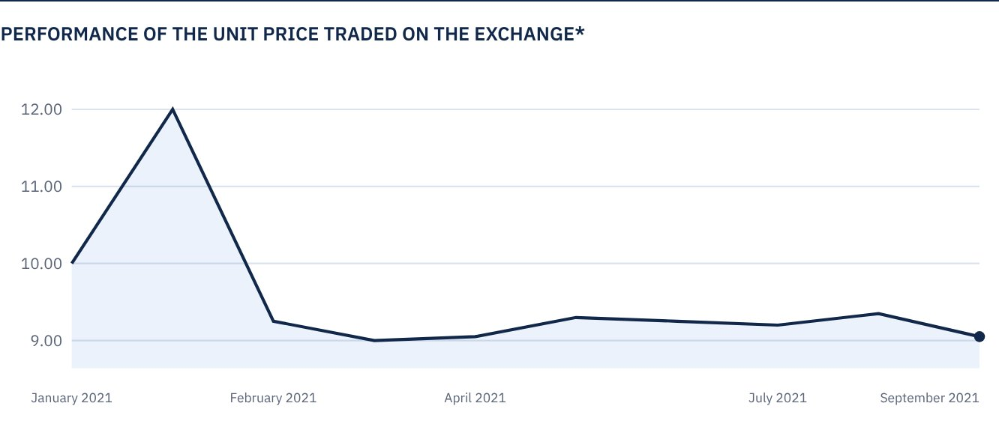 PERFORMANCE OF THE UNIT PRICE TRADED ON THE EXCHANGE*
12.00
11.00
10.00
9.00
January 2021 February 2021 April 2021 July 2021 September 2021